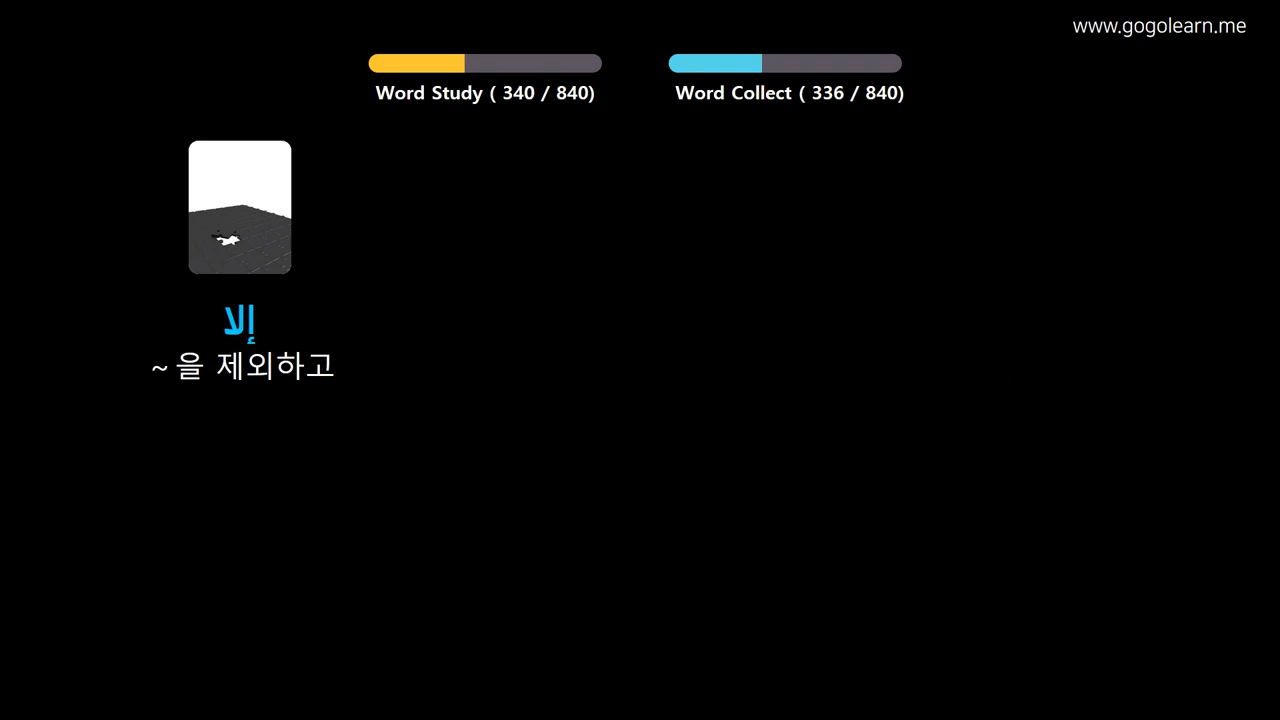 www.gogolearn.me
Word Study ( 340 / 840)
Word Collect ( 336 / 840)
إلا
~ 을 제외하고